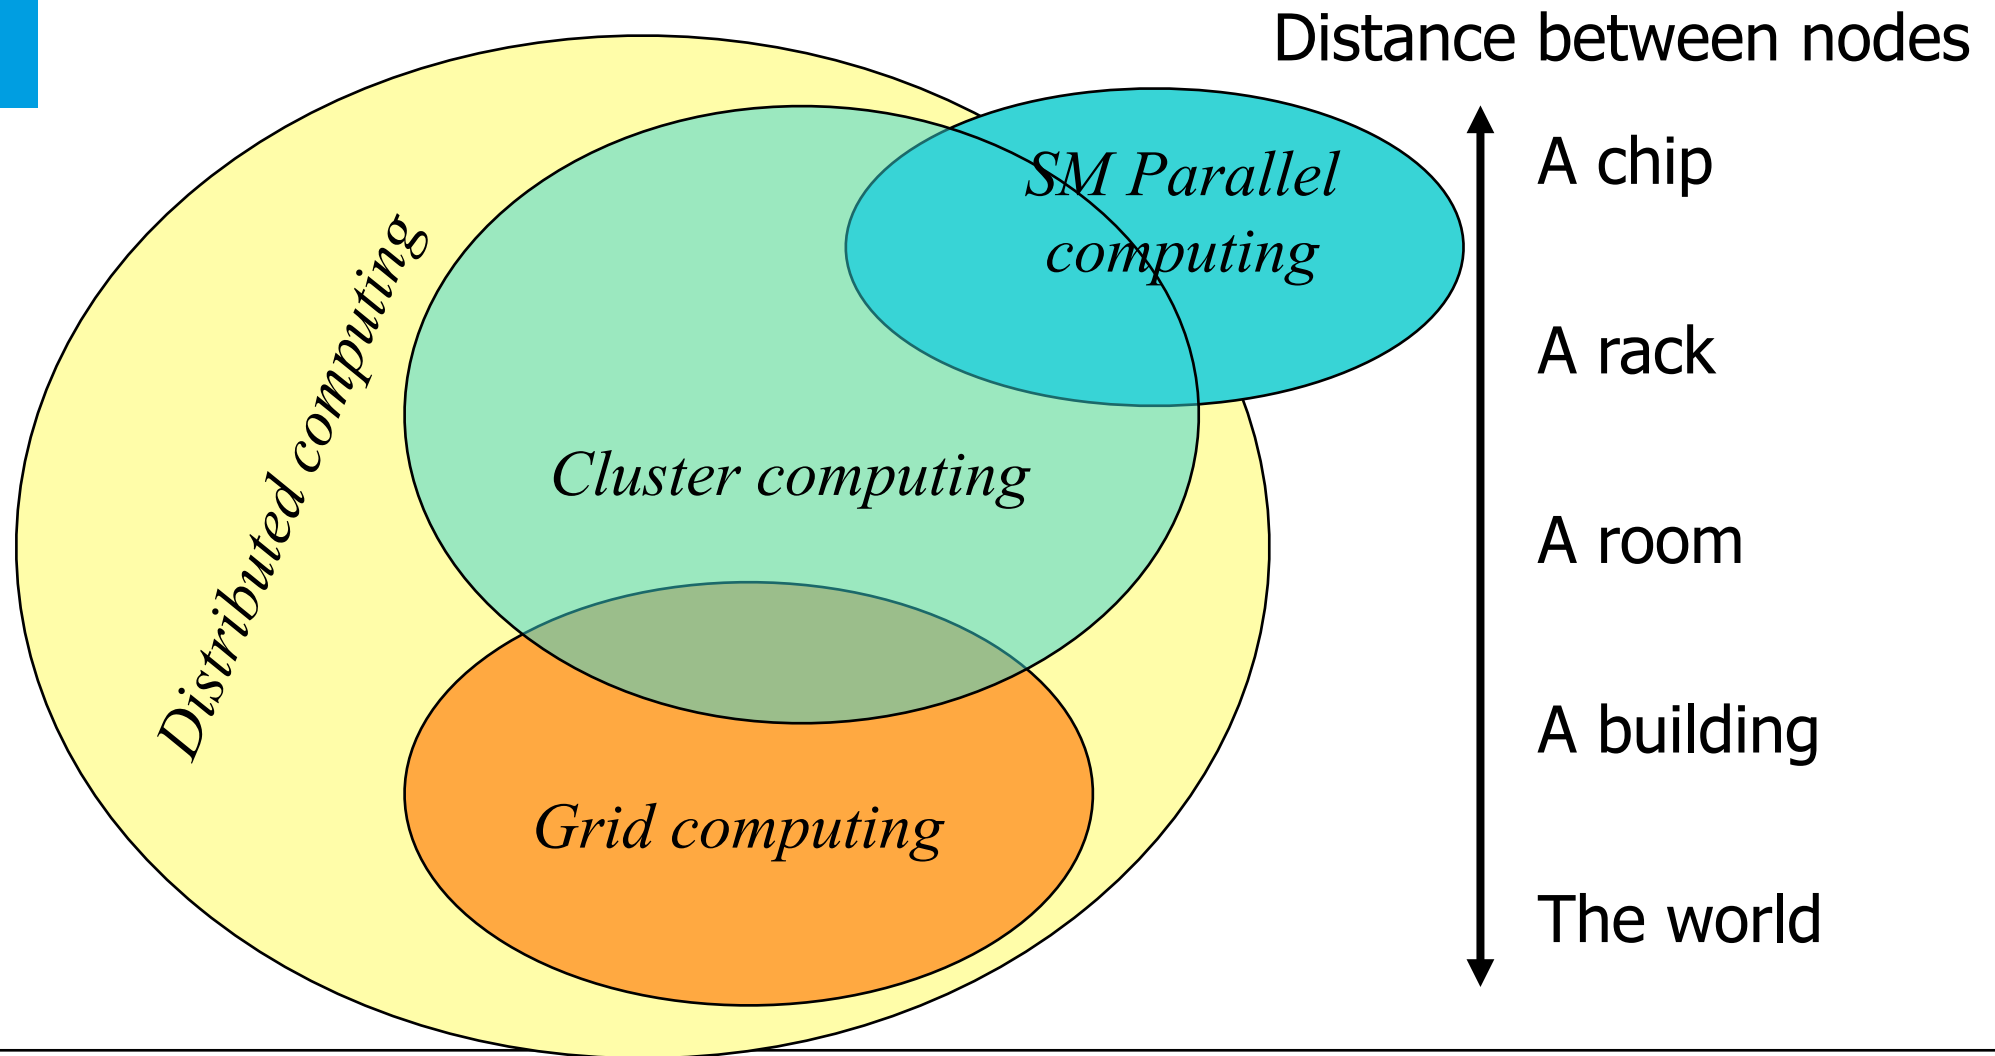 Distance between nodes
SM Parallel
computing
Distributed computing
Cluster computing
Grid computing
A chip
A rack
A room
A building
The world